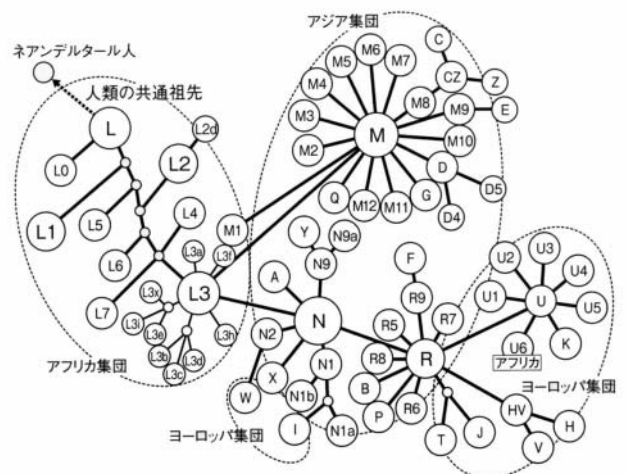 アジア集団
ネアンデルタール人
人類の共通祖先
L
L0
L1
L2
L2d
L5
L4
L6
L7
L3
L3a
L3f
L3x
L3i
L3e
L3b
L3c
L3d
L3h
アフリカ集団
M
M1
M2
M3
M4
M5
M6
M7
M8
CZ
C
Z
M9
E
M10
D
D5
D4
G
M11
M12
Q
N
A
Y
N9
N9a
N2
W
X
N1
N1b
I
N1a
ヨーロッパ集団
R
F
R9
R5
R7
R8
B
P
R6
T
J
HV
H
V
U
U1
U2
U3
U4
U5
K
U6
アフリカ
ヨーロッパ集団